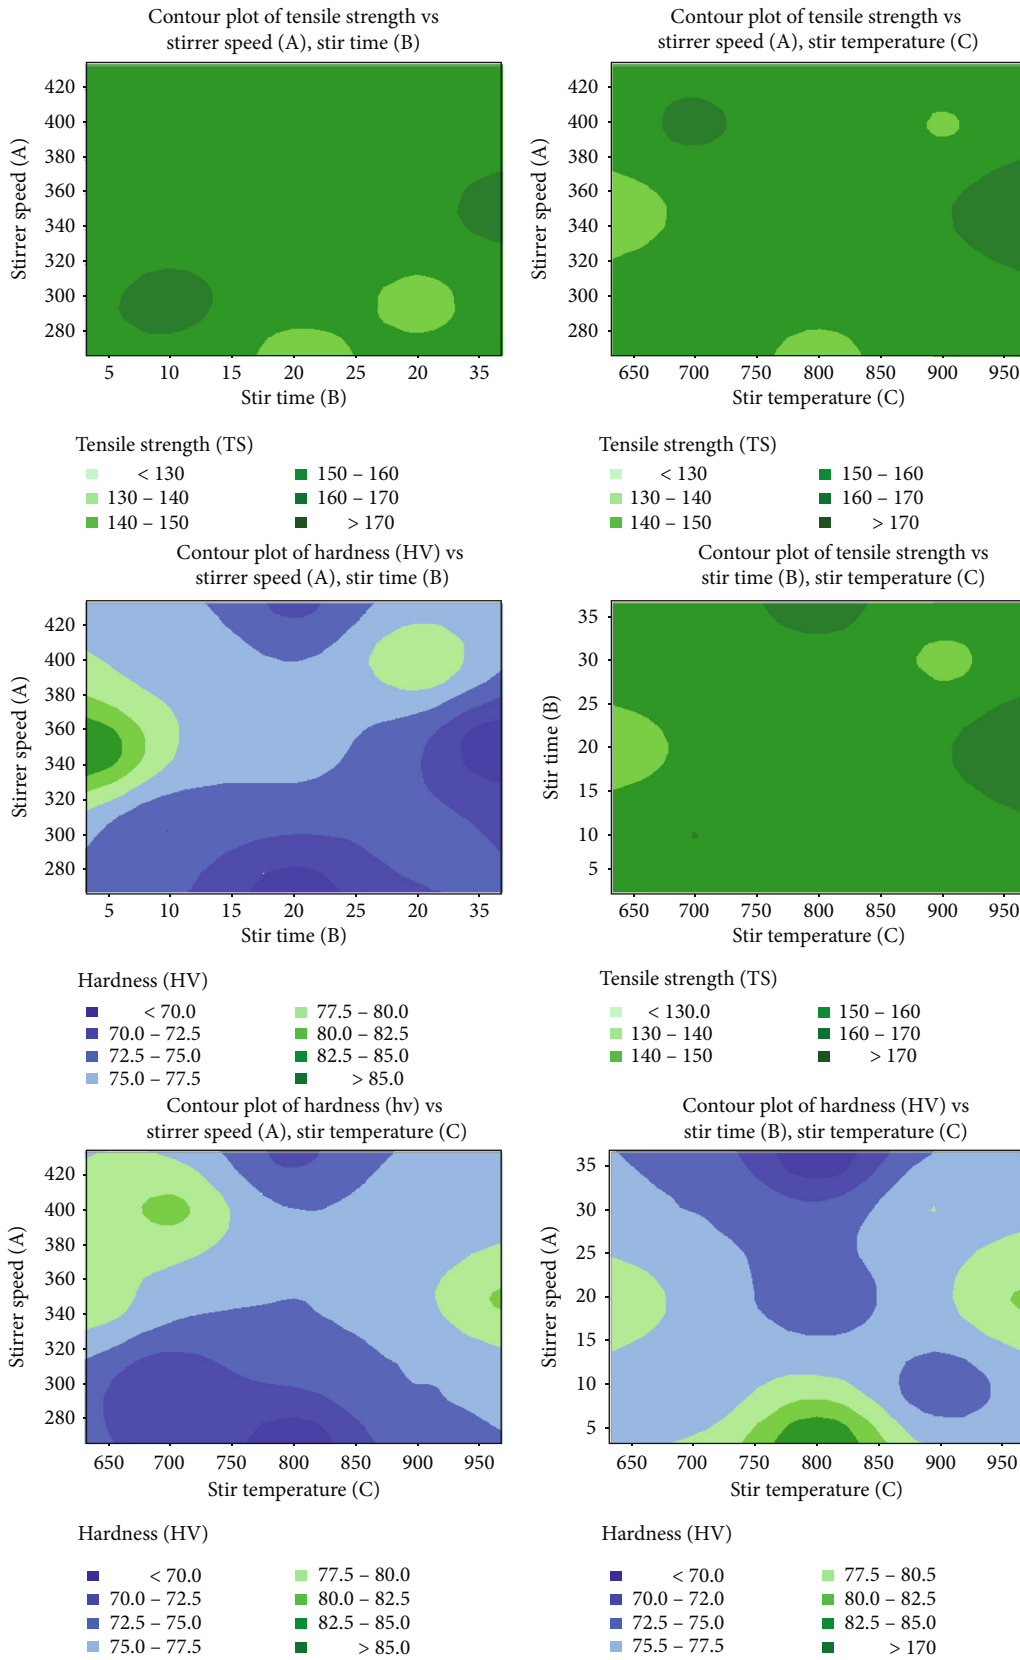 Contour plot of tensile strength vs
stirrer speed (A), stir time (B)
Stirrer speed (A)
420
400
380
360
340
320
300
280
5 10 15 20 20 20 35
Stir time (B)
Tensile strength (TS)
< 130
130 – 140
140 – 150
150 – 160
160 – 170
> 170
Contour plot of tensile strength vs
stirrer speed (A), stir temperature (C)
Stirrer speed (A)
420
400
380
360
340
320
300
280
650 700 750 800 850 900 950
Stir temperature (C)
Tensile strength (TS)
< 130
130 – 140
140 – 150
150 – 160
160 – 170
> 170
Contour plot of hardness (HV) vs
stirrer speed (A), stir time (B)
Stirrer speed (A)
420
400
380
360
340
320
300
280
5 10 15 20 25 20 35
Stir time (B)
Hardness (HV)
< 70.0
70.0 – 72.5
72.5 – 75.0
75.0 – 77.5
77.5 – 80.0
80.0 – 82.5
82.5 – 85.0
> 85.0
Contour plot of tensile strength vs
stir time (B), stir temperature (C)
Stir time (B)
35
30
25
20
15
10
5
650 700 750 800 850 900 950
Stir temperature (C)
Tensile strength (TS)
< 130.0
130 – 140
140 – 150
150 – 160
160 – 170
> 170
Contour plot of hardness (hv) vs
stirrer speed (A), stir temperature (C)
Stirrer speed (A)
420
400
380
360
340
320
300
280
650 700 750 800 850 900 950
Stir temperature (C)
Hardness (HV)
< 70.0
70.0 – 72.5
72.5 – 75.0
75.0 – 77.5
77.5 – 80.0
80.0 – 82.5
82.5 – 85.0
> 85.0
Contour plot of hardness (HV) vs
stir time (B), stir temperature (C)
Stirrer speed (A)
35
30
25
20
15
10
5
650 700 750 800 850 900 950
Stir temperature (C)
Hardness (HV)
< 70.0
70.0 – 72.0
72.5 – 75.0
75.5 – 77.5
77.5 – 80.5
80.0 – 82.5
82.5 – 85.0
> 170